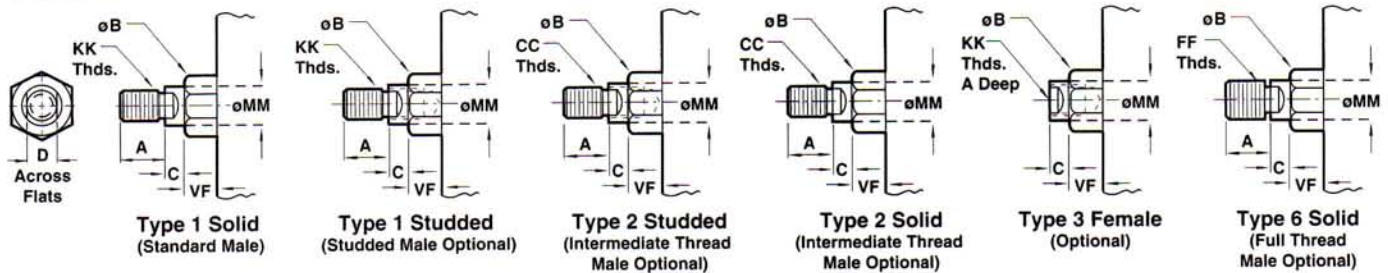 D
Across
Flats
øB
KK
Thds.
øMM
A
C
VF
Type 1 Solid
(Standard Male)
øB
KK
Thds.
øMM
A
C
VF
Type 1 Studded
(Studded Male Optional)
øB
CC
Thds.
øMM
A
C
VF
Type 2 Studded
(Intermediate Thread
Male Optional)
øB
CC
Thds.
øMM
A
C
VF
Type 2 Solid
(Intermediate Thread
Male Optional)
øB
KK
Thds.
A Deep
øMM
C
VF
Type 3 Female
(Optional)
øB
FF
Thds.
øMM
A
C
VF
Type 6 Solid
(Full Thread
Male Optional)